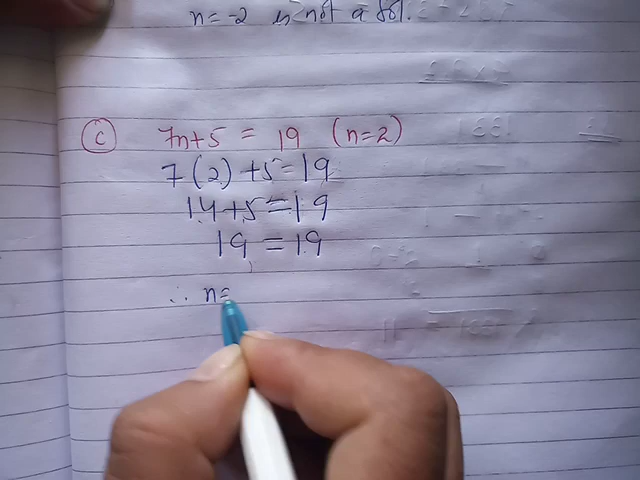 n=-2 is not a sol.
(c) 7n+5 = 19 (n=2)
7(2)+5=19
14+5=19
19=19
∴ n=